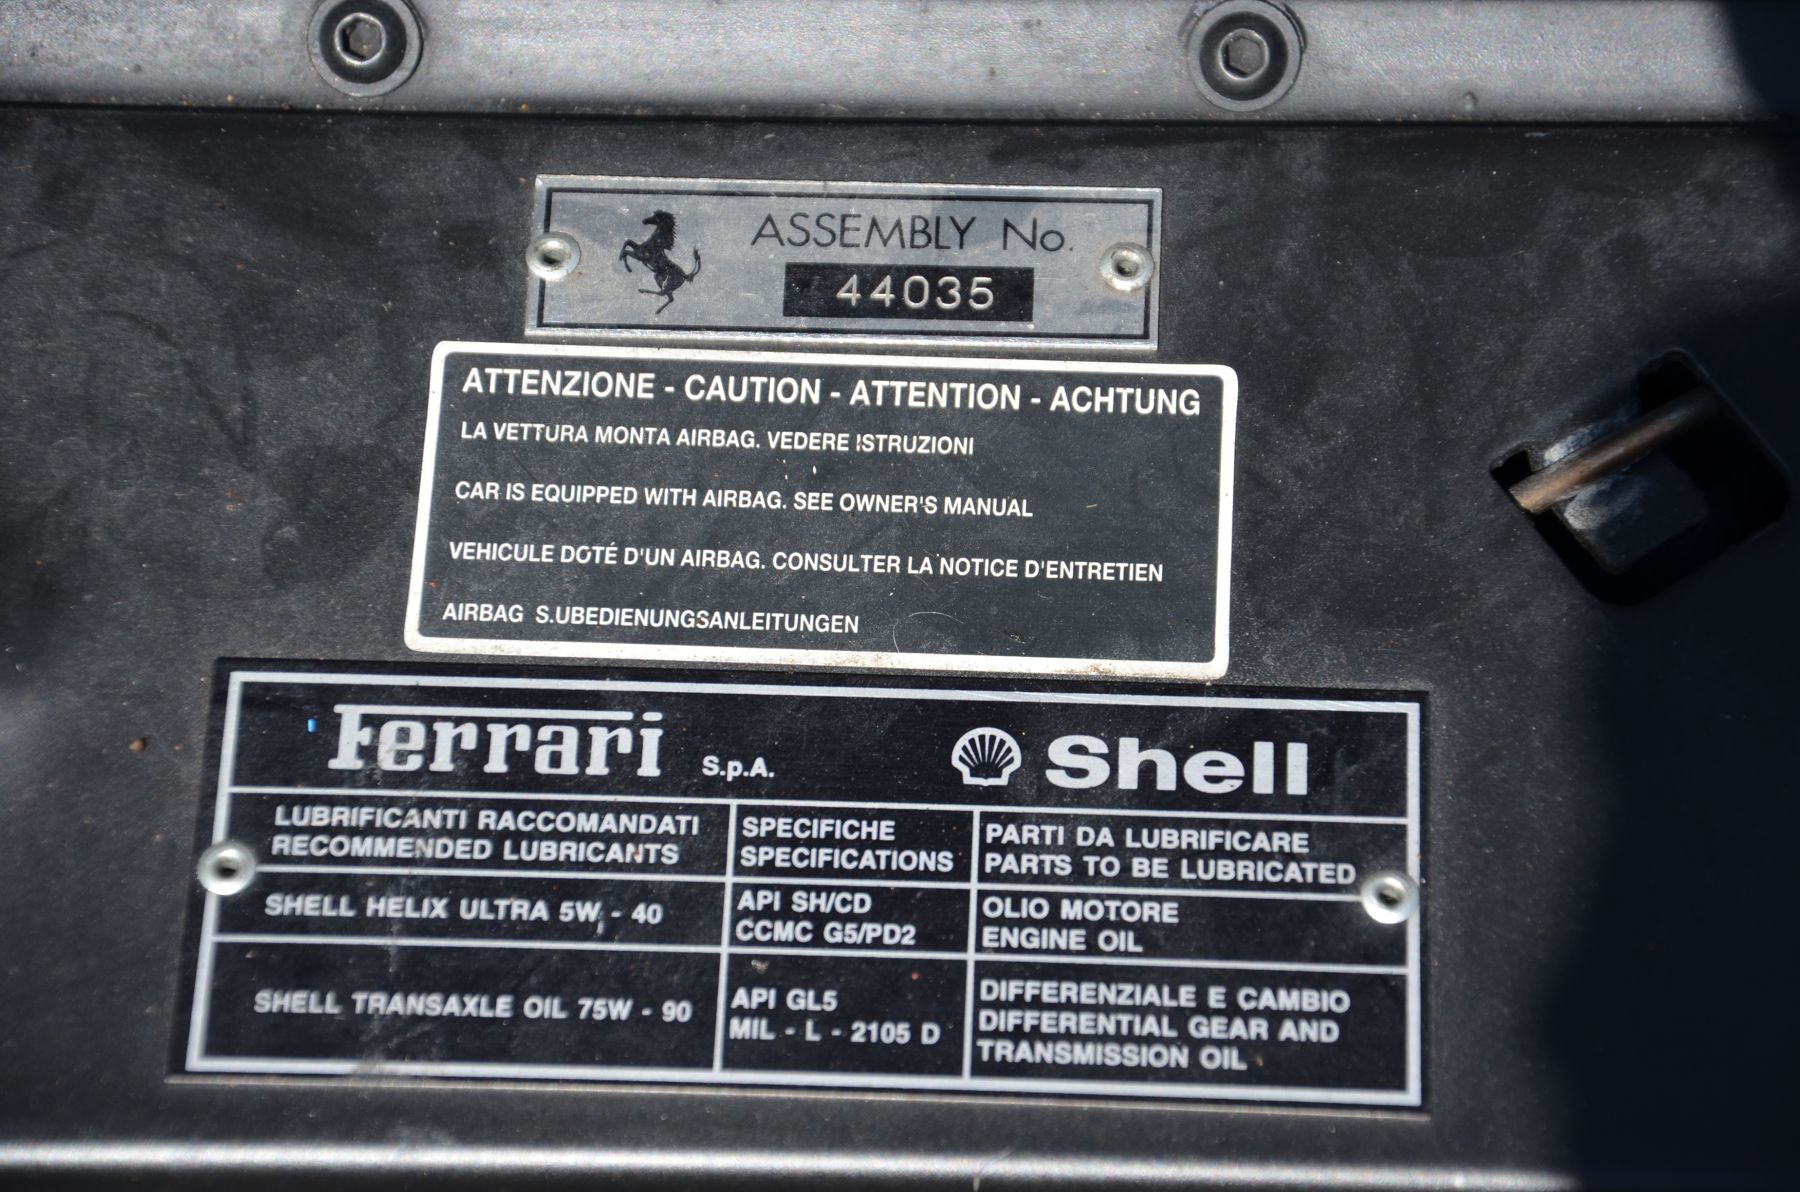 ASSEMBLY No.
44035
ATTENZIONE - CAUTION - ATTENTION - ACHTUNG
LA VETTURA MONTA AIRBAG. VEDERE ISTRUZIONI
CAR IS EQUIPPED WITH AIRBAG. SEE OWNER'S MANUAL
VEHICULE DOTÉ D'UN AIRBAG. CONSULTER LA NOTICE D'ENTRETIEN
AIRBAG S.UBEDIENUNGSANLEITUNGEN
Ferrari S.p.A.
Shell
LUBRIFICANTI RACCOMANDATI
RECOMMENDED LUBRICANTS
SPECIFICHE
SPECIFICATIONS
PARTI DA LUBRIFICARE
PARTS TO BE LUBRICATED
SHELL HELIX ULTRA 5W - 40
API SH/CD
CCMC G5/PD2
OLIO MOTORE
ENGINE OIL
SHELL TRANSAXLE OIL 75W - 90
API GL5
MIL - L - 2105 D
DIFFERENZIALE E CAMBIO
DIFFERENTIAL GEAR AND
TRANSMISSION OIL